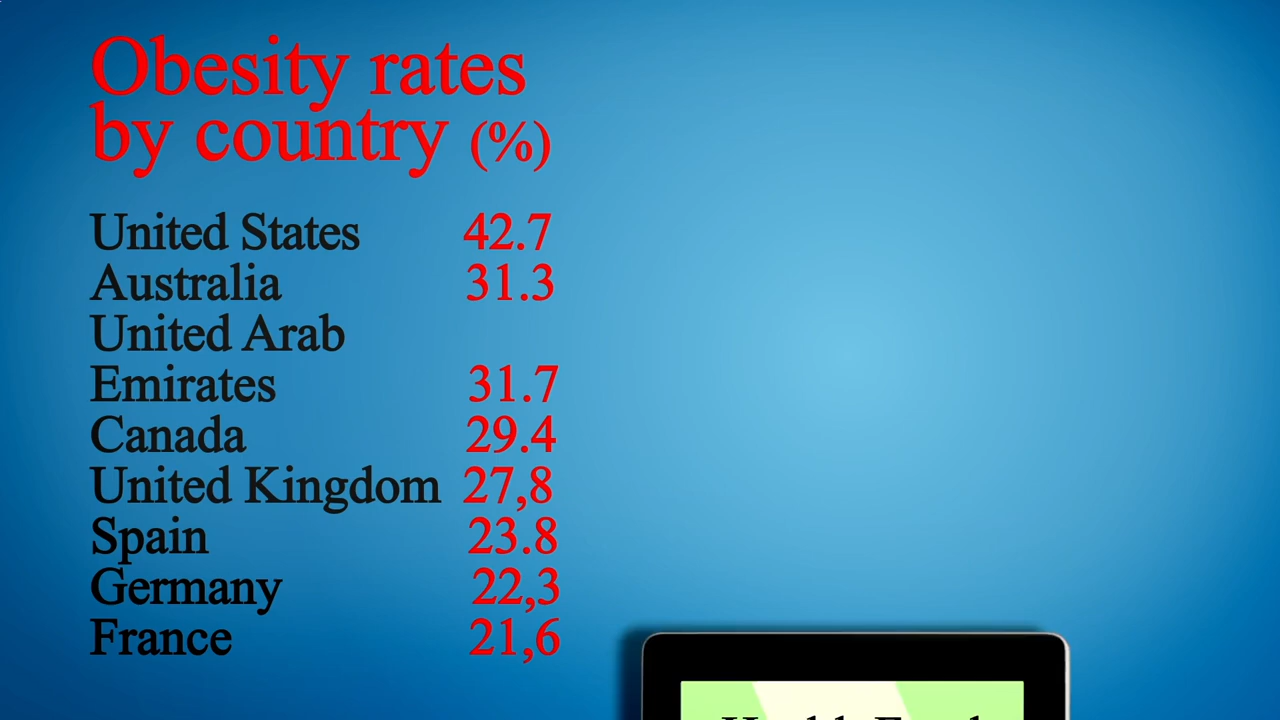 Obesity rates
by country (%)
United States 42.7
Australia 31.3
United Arab
Emirates 31.7
Canada 29.4
United Kingdom 27,8
Spain 23.8
Germany 22,3
France 21,6